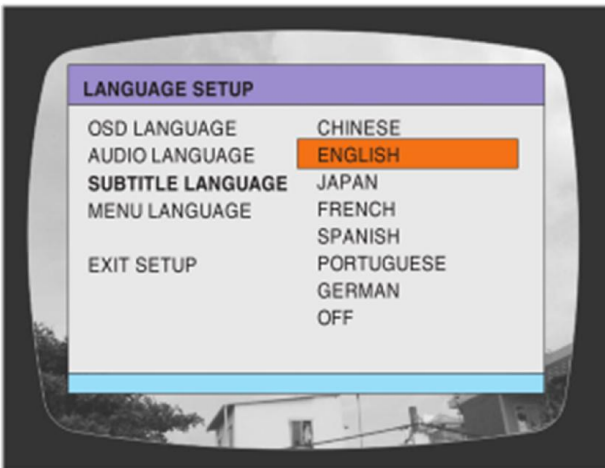 LANGUAGE SETUP
OSD LANGUAGE CHINESE
AUDIO LANGUAGE ENGLISH
SUBTITLE LANGUAGE JAPAN
MENU LANGUAGE FRENCH
SPANISH
EXIT SETUP PORTUGUESE
GERMAN
OFF